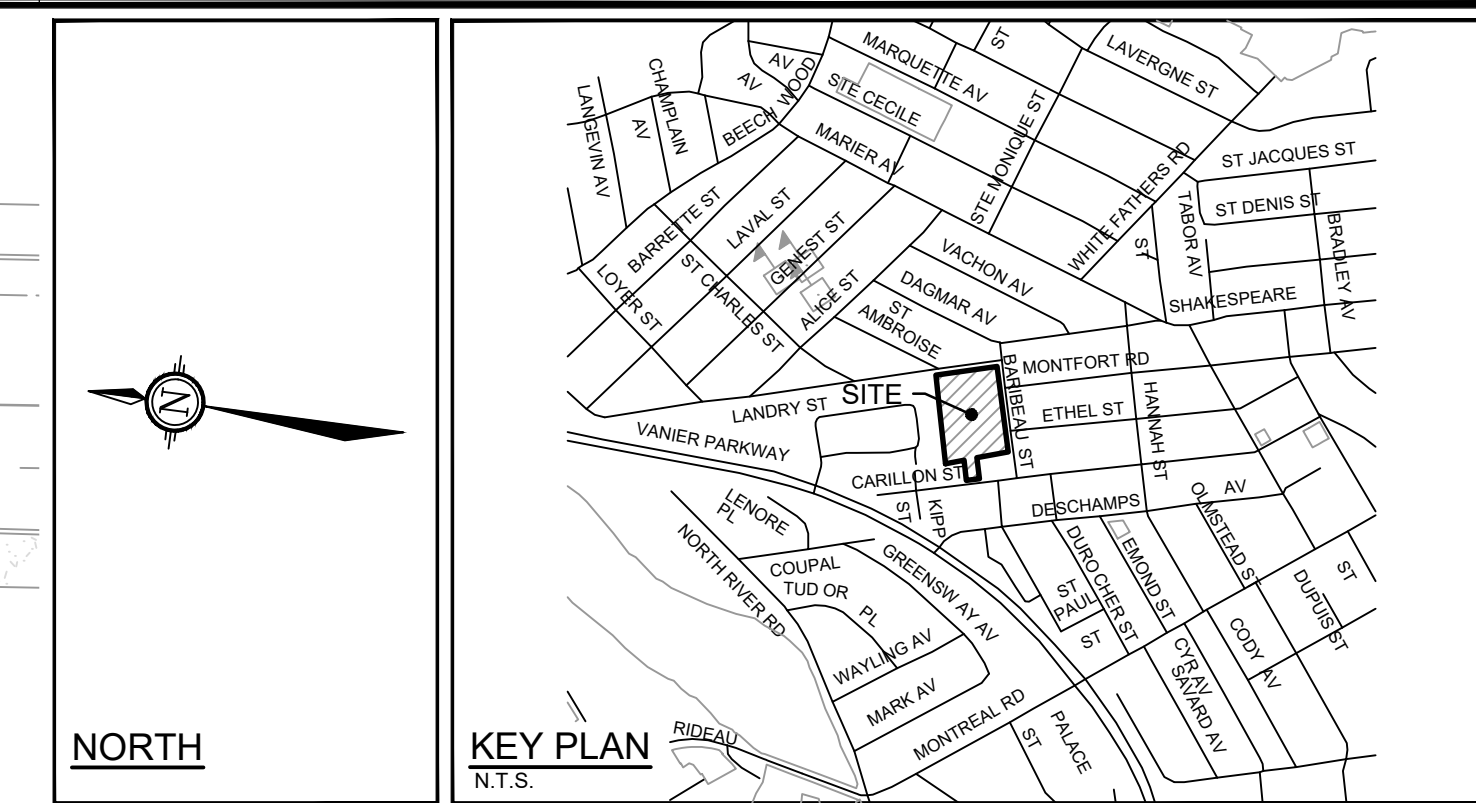 N
NORTH
KEY PLAN
N.T.S.
SITE
LANGEVIN AV
CHAMPLAIN
AV
AV
AV
BEECH WOOD
MARQUETTE AV
STE CECILE
ST
LAVERGNE ST
MARIER AV
STE MONIQUE ST
WHITE FATHERS RD
ST JACQUES ST
ST DENIS ST
TABOR AV
ST
BRADLEY AV
SHAKESPEARE
BARRETTE ST
LAVAL ST
GENEST ST
ALICE ST
LOYER ST
ST CHARLES ST
VACHON AV
DAGMAR AV
ST
AMBROISE
MONTFORT RD
BARIBEAU ST
ETHEL ST
HANNAH ST
LANDRY ST
VANIER PARKWAY
CARILLON ST
KIPP
ST
DESCHAMPS
AV
OLMSTEAD ST
LENORE
PL
NORTH RIVER RD
COUPAL
TUD OR
PL
GREENSW AY AV
WAYLING AV
MARK AV
MONTREAL RD
RIDEAU
ST
PAUL
ST
DURO CHER ST
EMOND ST
CYR AV
SAVARD AV
CODY AV
DUPUIS ST
ST
PALACE
ST